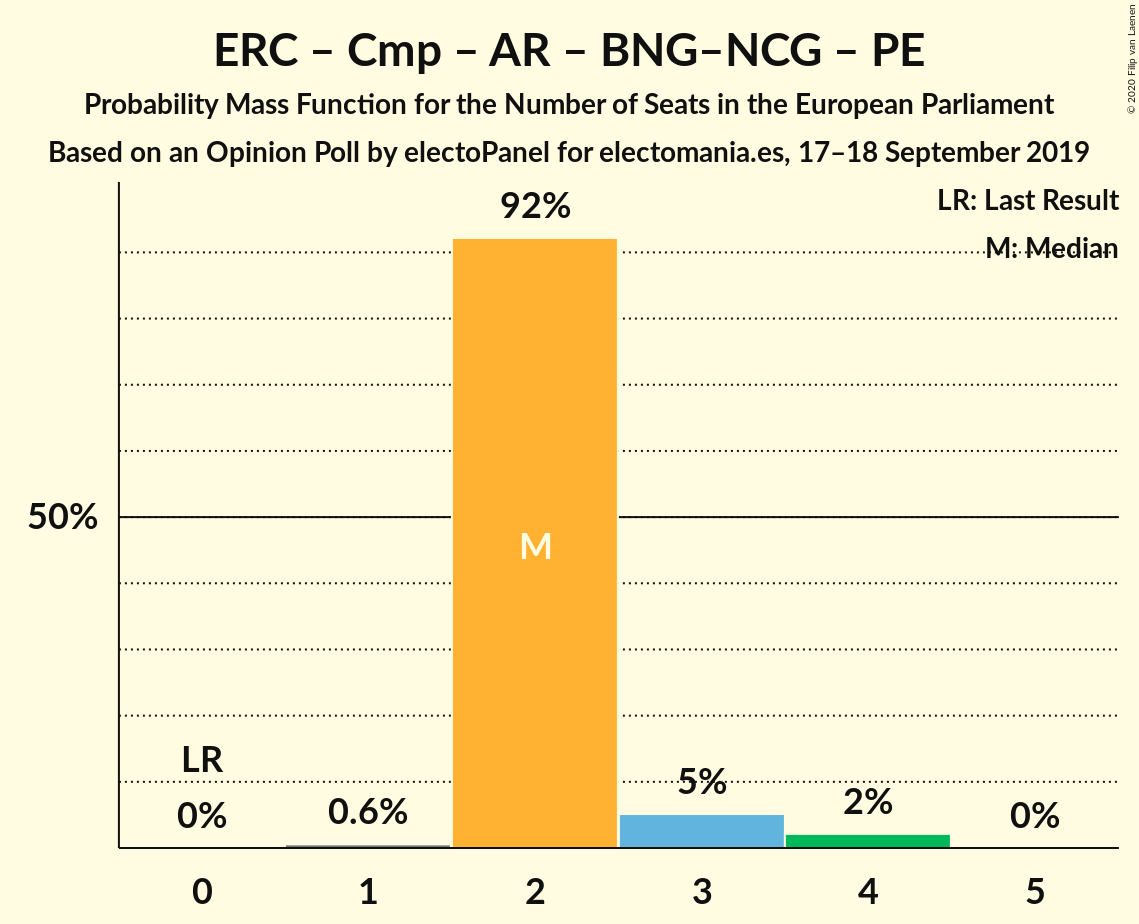 ERC – Cmp – AR – BNG–NCG – PE
Probability Mass Function for the Number of Seats in the European Parliament
Based on an Opinion Poll by electoPanel for electomania.es, 17–18 September 2019
© 2020 Filip van Laenen
LR: Last Result
M: Median
92%
50%
M
LR
0%
0.6%
5%
2%
0%
0 1 2 3 4 5